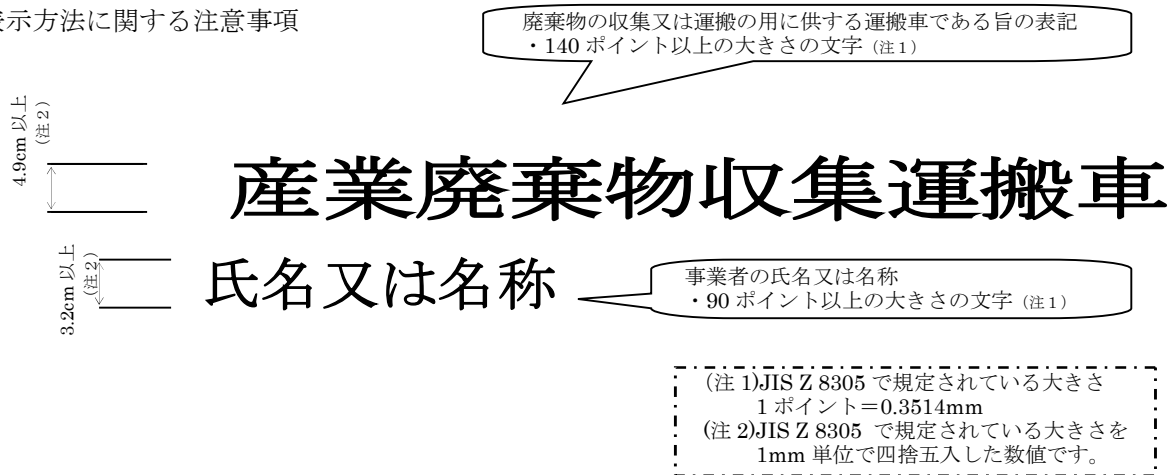 表示方法に関する注意事項
廃棄物の収集又は運搬の用に供する運搬車である旨の表記
・140 ポイント以上の大きさの文字（注１）
4.9cm 以上
（注２）
産業廃棄物収集運搬車
3.2cm 以上
（注２）
氏名又は名称
事業者の氏名又は名称
・90 ポイント以上の大きさの文字（注１）
(注 1)JIS Z 8305 で規定されている大きさ
1 ポイント＝0.3514mm
(注 2)JIS Z 8305 で規定されている大きさを
1mm 単位で四捨五入した数値です。